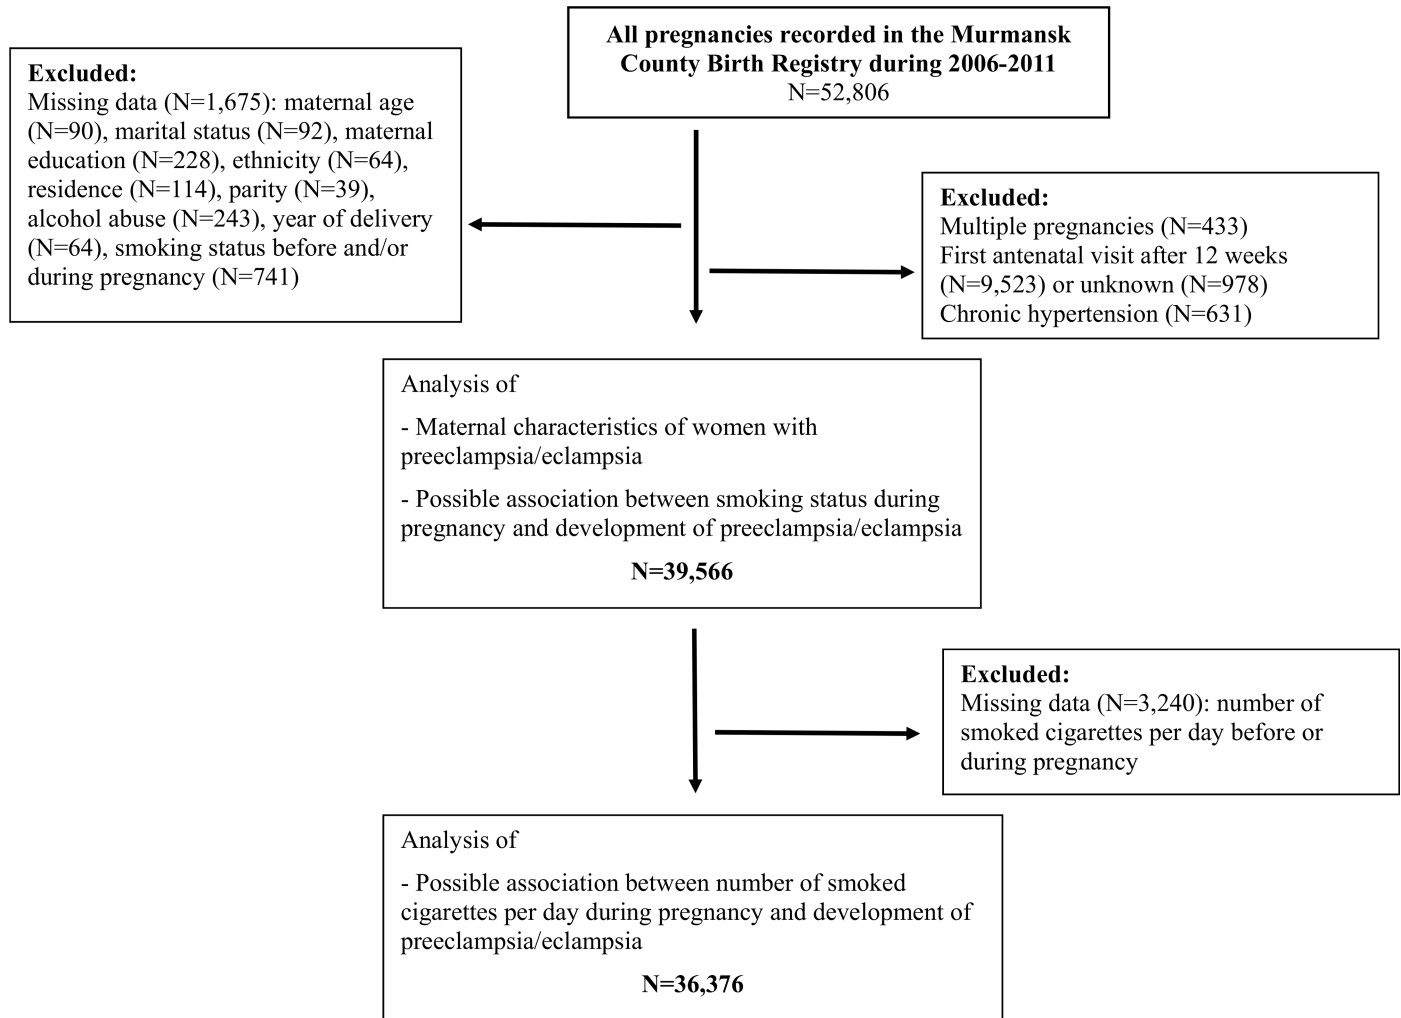 All pregnancies recorded in the Murmansk
County Birth Registry during 2006-2011
N=52,806
Excluded:
Missing data (N=1,675): maternal age
(N=90), marital status (N=92), maternal
education (N=228), ethnicity (N=64),
residence (N=114), parity (N=39),
alcohol abuse (N=243), year of delivery
(N=64), smoking status before and/or
during pregnancy (N=741)
Excluded:
Multiple pregnancies (N=433)
First antenatal visit after 12 weeks
(N=9,523) or unknown (N=978)
Chronic hypertension (N=631)
Analysis of
- Maternal characteristics of women with
preeclampsia/eclampsia
- Possible association between smoking status during
pregnancy and development of preeclampsia/eclampsia
N=39,566
Excluded:
Missing data (N=3,240): number of
smoked cigarettes per day before or
during pregnancy
Analysis of
- Possible association between number of smoked
cigarettes per day during pregnancy and development of
preeclampsia/eclampsia
N=36,376